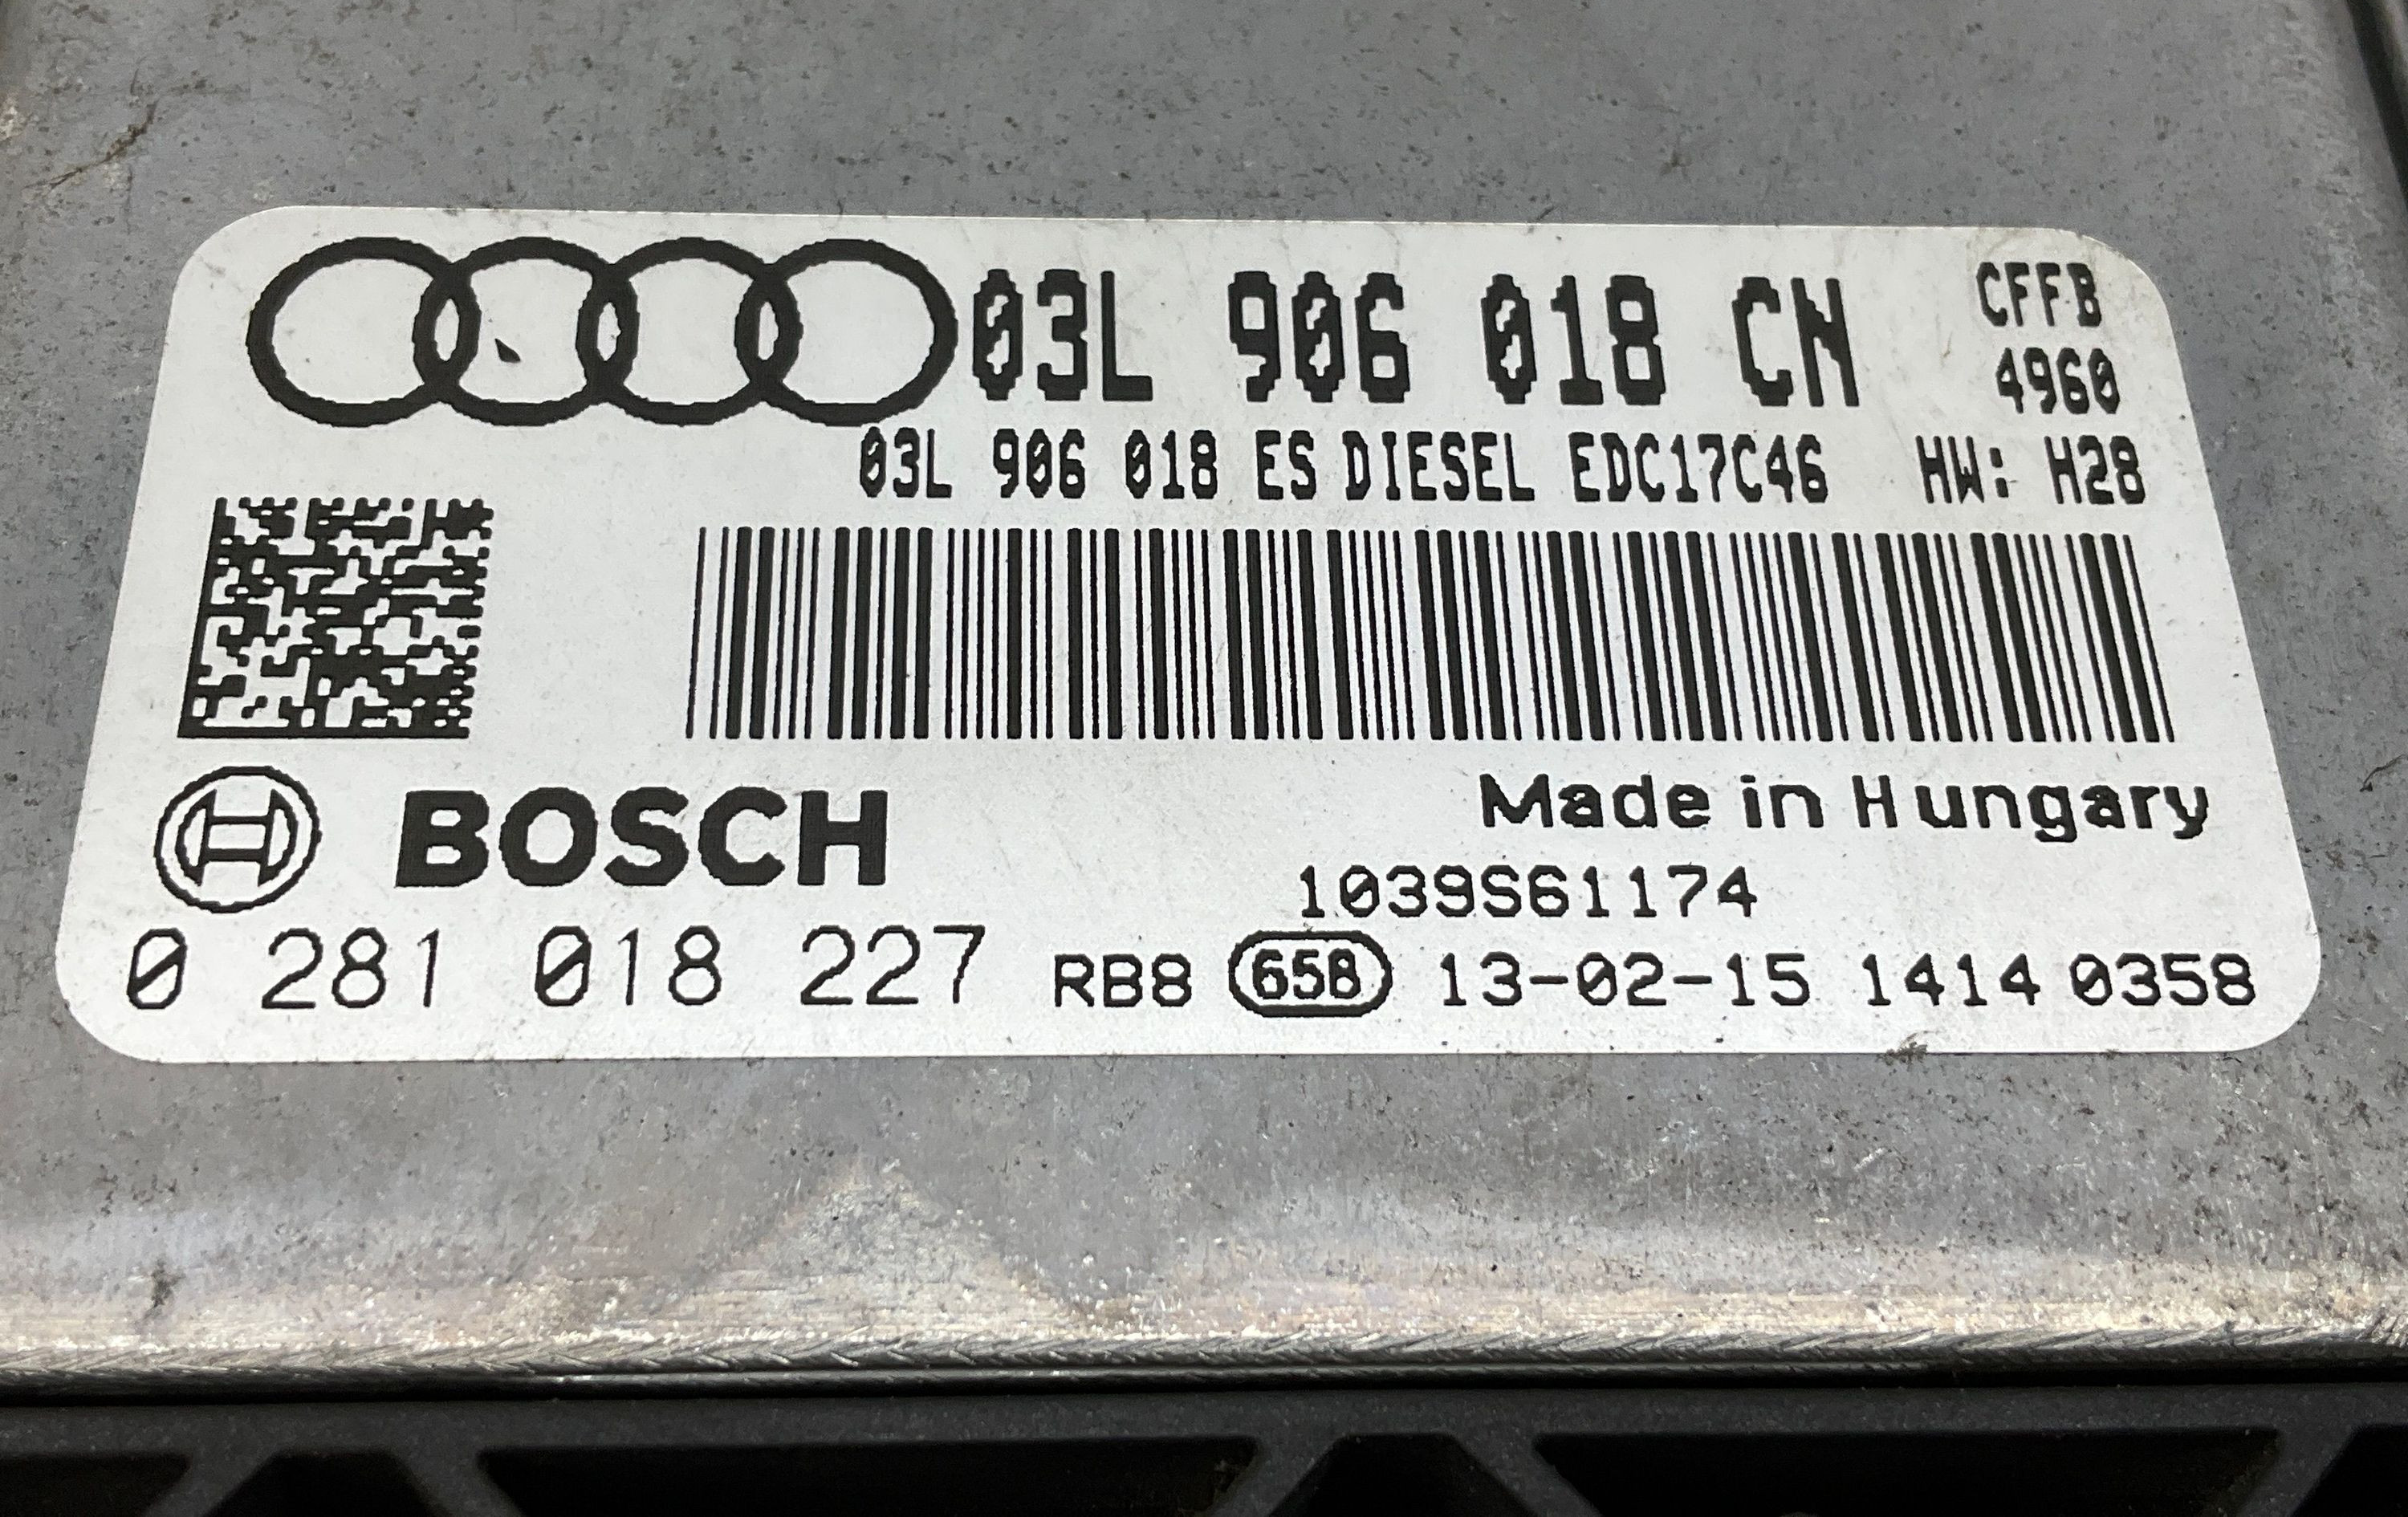 03L 906 018 CN CFFB
4960
03L 906 018 ES DIESEL EDC17C46 HW: H28
BOSCH Made in Hungary
1039S61174
0 281 018 227 RB8 658 13-02-15 1414 0358